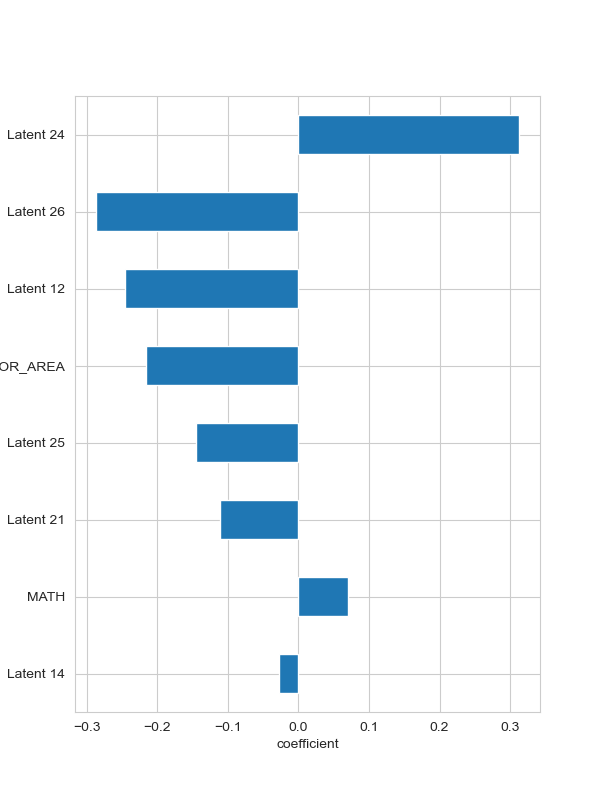 Latent 24
Latent 26
Latent 12
OR_AREA
Latent 25
Latent 21
MATH
Latent 14
−0.3 −0.2 −0.1 0.0 0.1 0.2 0.3
coefficient